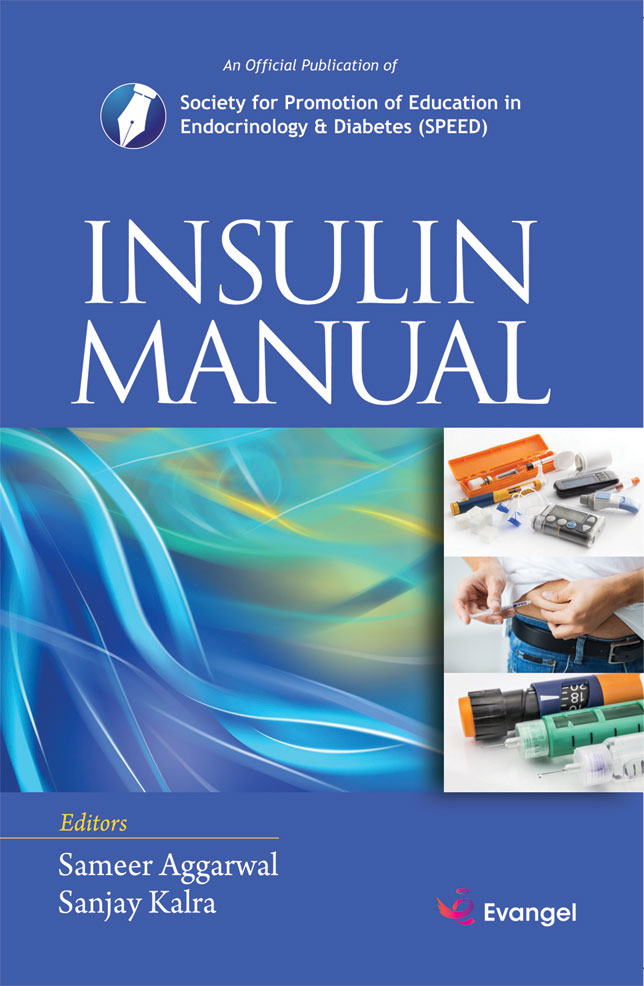 An Official Publication of
Society for Promotion of Education in
Endocrinology & Diabetes (SPEED)
INSULIN
MANUAL
Editors
Sameer Aggarwal
Sanjay Kalra
Evangel